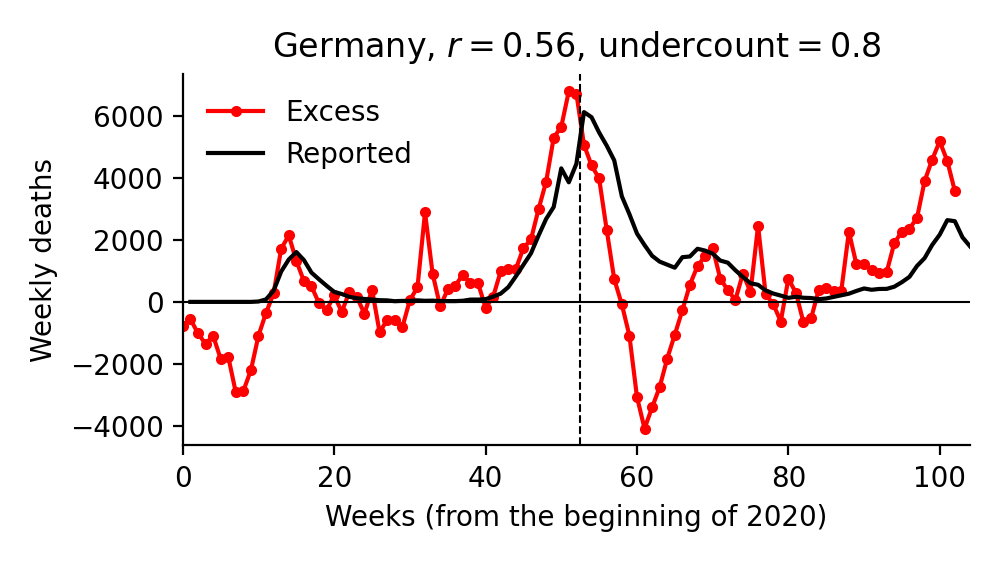 Germany, r = 0.56, undercount = 0.8
Excess
Reported
Weekly deaths
6000
4000
2000
0
−2000
−4000
0 20 40 60 80 100
Weeks (from the beginning of 2020)